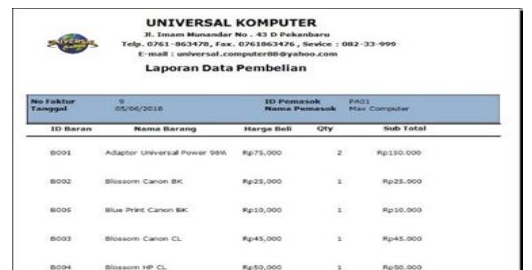 UNIVERSAL KOMPUTER
Jl. Imam Munandar No . 43 D Pekanbaru
Telp. 0761-863478, Fax. 0761863476, Sevice : 082-33-999
E-mail : universal.computer88@yahoo.com
Laporan Data Pembelian
No Faktur 9 ID Pemasok PA01
Tanggal 05/06/2018 Nama Pemasok Max Computer
ID Baran Nama Barang Harga Beli Qty Sub Total
B001 Adaptor Universal Power 96W Rp75,000 2 Rp150.000
B002 Blossom Canon BK Rp25,000 1 Rp25.000
B005 Blue Print Canon BK Rp10,000 1 Rp10.000
B003 Blossom Canon CL Rp45,000 1 Rp45.000
B004 Blossom HP CL Rp50,000 1 Rp50.000